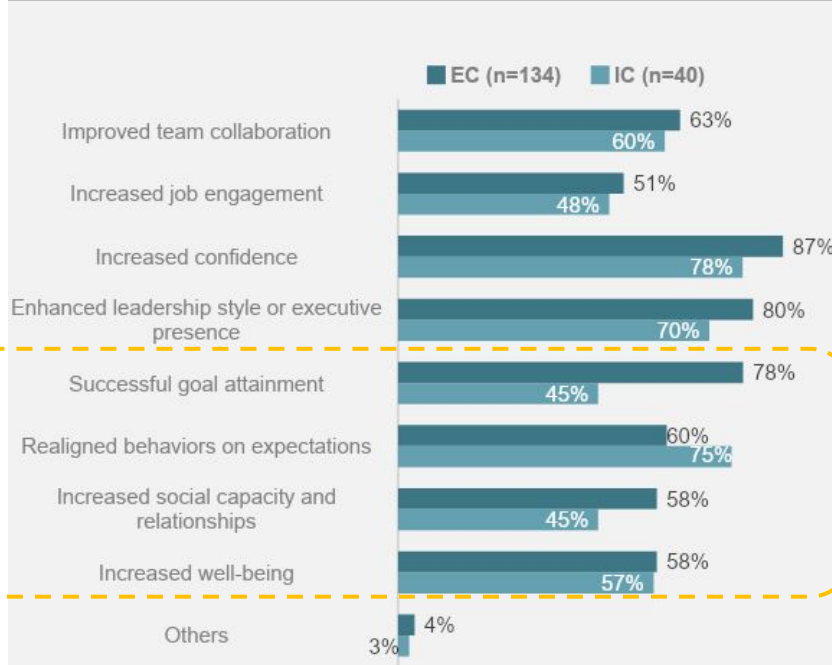 EC (n=134) IC (n=40)
Improved team collaboration
63%
60%
Increased job engagement
51%
48%
Increased confidence
87%
78%
Enhanced leadership style or executive
presence
80%
70%
Successful goal attainment
78%
45%
Realigned behaviors on expectations
60%
75%
Increased social capacity and
relationships
58%
45%
Increased well-being
58%
57%
Others
4%
3%